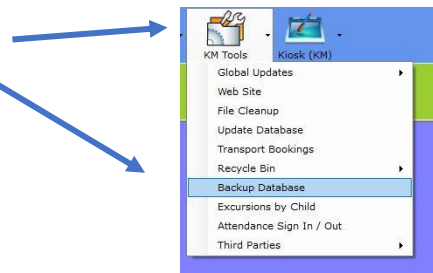 KM Tools
Kiosk (KM)
Global Updates
Web Site
File Cleanup
Update Database
Transport Bookings
Recycle Bin
Backup Database
Excursions by Child
Attendance Sign In / Out
Third Parties